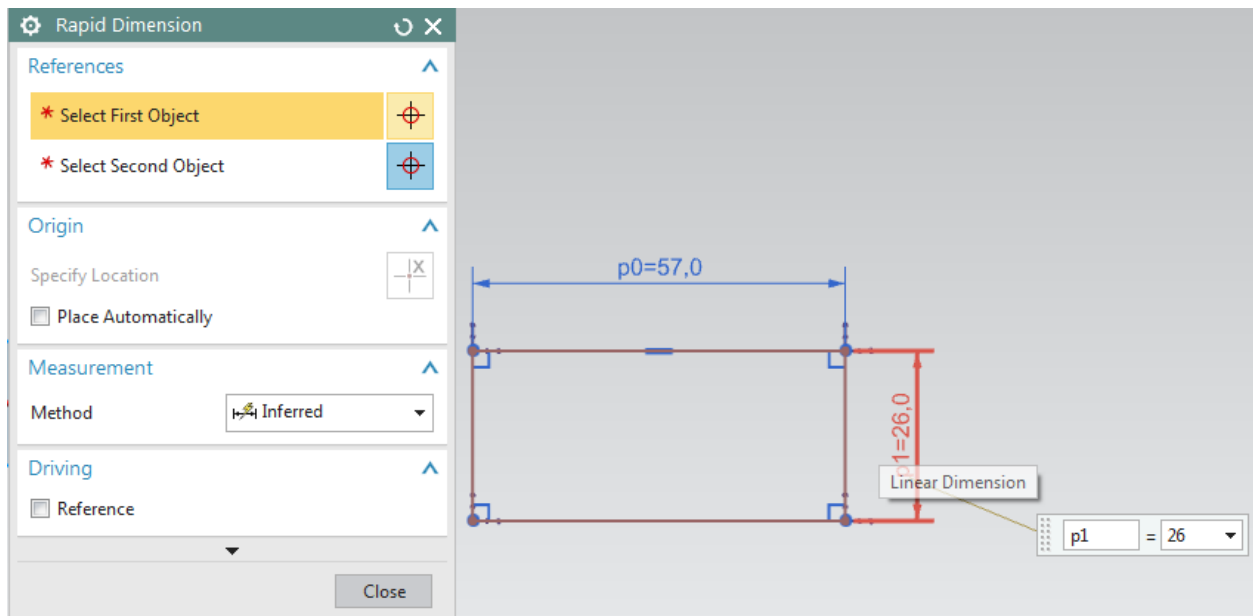 Rapid Dimension
References
* Select First Object
* Select Second Object
Origin
Specify Location
Place Automatically
Measurement
Method Inferred
Driving
Reference
Close
p0=57,0
p1=26,0
Linear Dimension
p1 = 26